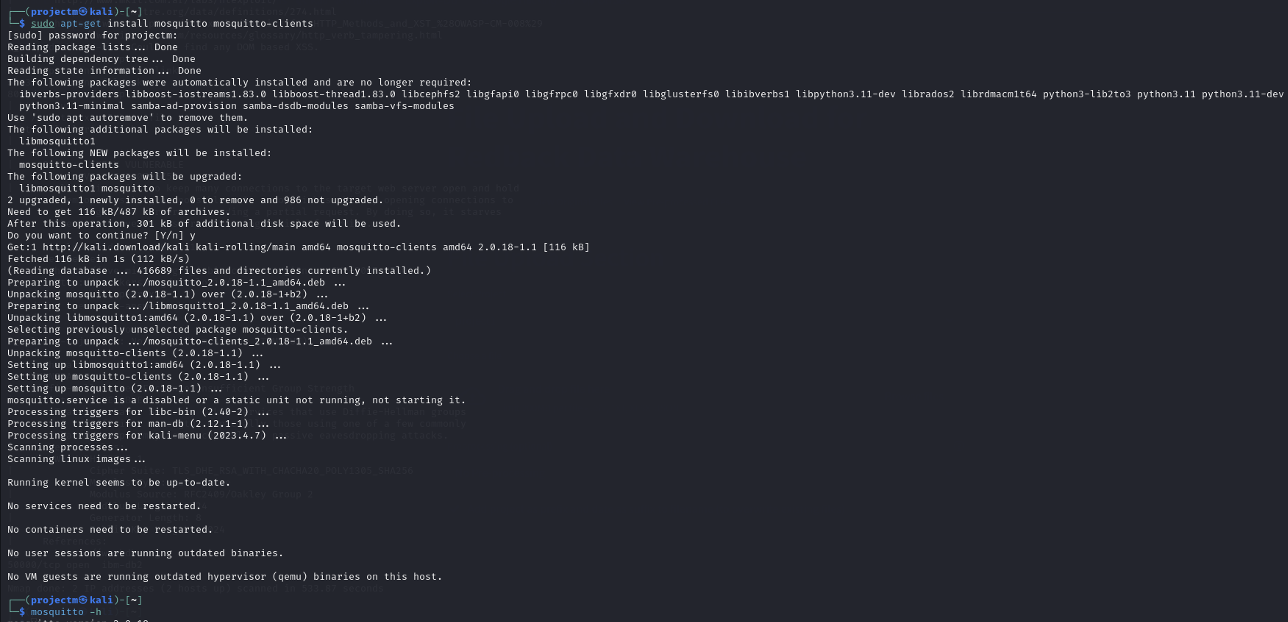 ┌──(projectm㉿kali)-[~]
└─$ sudo apt-get install mosquitto mosquitto-clients
[sudo] password for projectm:
Reading package lists... Done
Building dependency tree... Done
Reading state information... Done
The following packages were automatically installed and are no longer required:
  ibverbs-providers libboost-iostreams1.83.0 libboost-thread1.83.0 libcephfs2 libgfapi0 libgfrpc0 libgfxdr0 libglusterfs0 libibverbs1 libpython3.11-dev librados2 librdmacm1t64 python3-lib2to3 python3.11 python3.11-dev
  python3.11-minimal samba-ad-provision samba-dsdb-modules samba-vfs-modules
Use 'sudo apt autoremove' to remove them.
The following additional packages will be installed:
  libmosquitto1
The following NEW packages will be installed:
  mosquitto-clients
The following packages will be upgraded:
  libmosquitto1 mosquitto
2 upgraded, 1 newly installed, 0 to remove and 986 not upgraded.
Need to get 116 kB/487 kB of archives.
After this operation, 301 kB of additional disk space will be used.
Do you want to continue? [Y/n] y
Get:1 http://kali.download/kali kali-rolling/main amd64 mosquitto-clients amd64 2.0.18-1.1 [116 kB]
Fetched 116 kB in 1s (112 kB/s)
(Reading database ... 416689 files and directories currently installed.)
Preparing to unpack .../mosquitto_2.0.18-1.1_amd64.deb ...
Unpacking mosquitto (2.0.18-1.1) over (2.0.18-1+b2) ...
Preparing to unpack .../libmosquitto1_2.0.18-1.1_amd64.deb ...
Unpacking libmosquitto1:amd64 (2.0.18-1.1) over (2.0.18-1+b2) ...
Selecting previously unselected package mosquitto-clients.
Preparing to unpack .../mosquitto-clients_2.0.18-1.1_amd64.deb ...
Unpacking mosquitto-clients (2.0.18-1.1) ...
Setting up libmosquitto1:amd64 (2.0.18-1.1) ...
Setting up mosquitto-clients (2.0.18-1.1) ...
Setting up mosquitto (2.0.18-1.1) ...
mosquitto.service is a disabled or a static unit not running, not starting it.
Processing triggers for libc-bin (2.40-2) ...
Processing triggers for man-db (2.12.1-1) ...
Processing triggers for kali-menu (2023.4.7) ...
Scanning processes...
Scanning linux images...
Running kernel seems to be up-to-date.
No services need to be restarted.
No containers need to be restarted.
No user sessions are running outdated binaries.
No VM guests are running outdated hypervisor (qemu) binaries on this host.
┌──(projectm㉿kali)-[~]
└─$ mosquitto -h